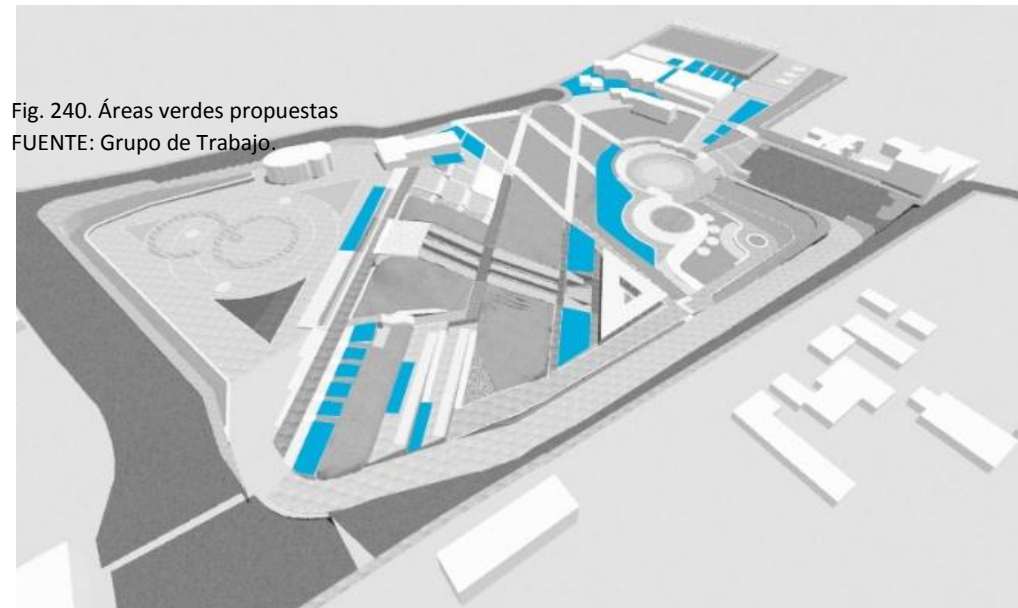 Fig. 240. Áreas verdes propuestas
FUENTE: Grupo de Trabajo.